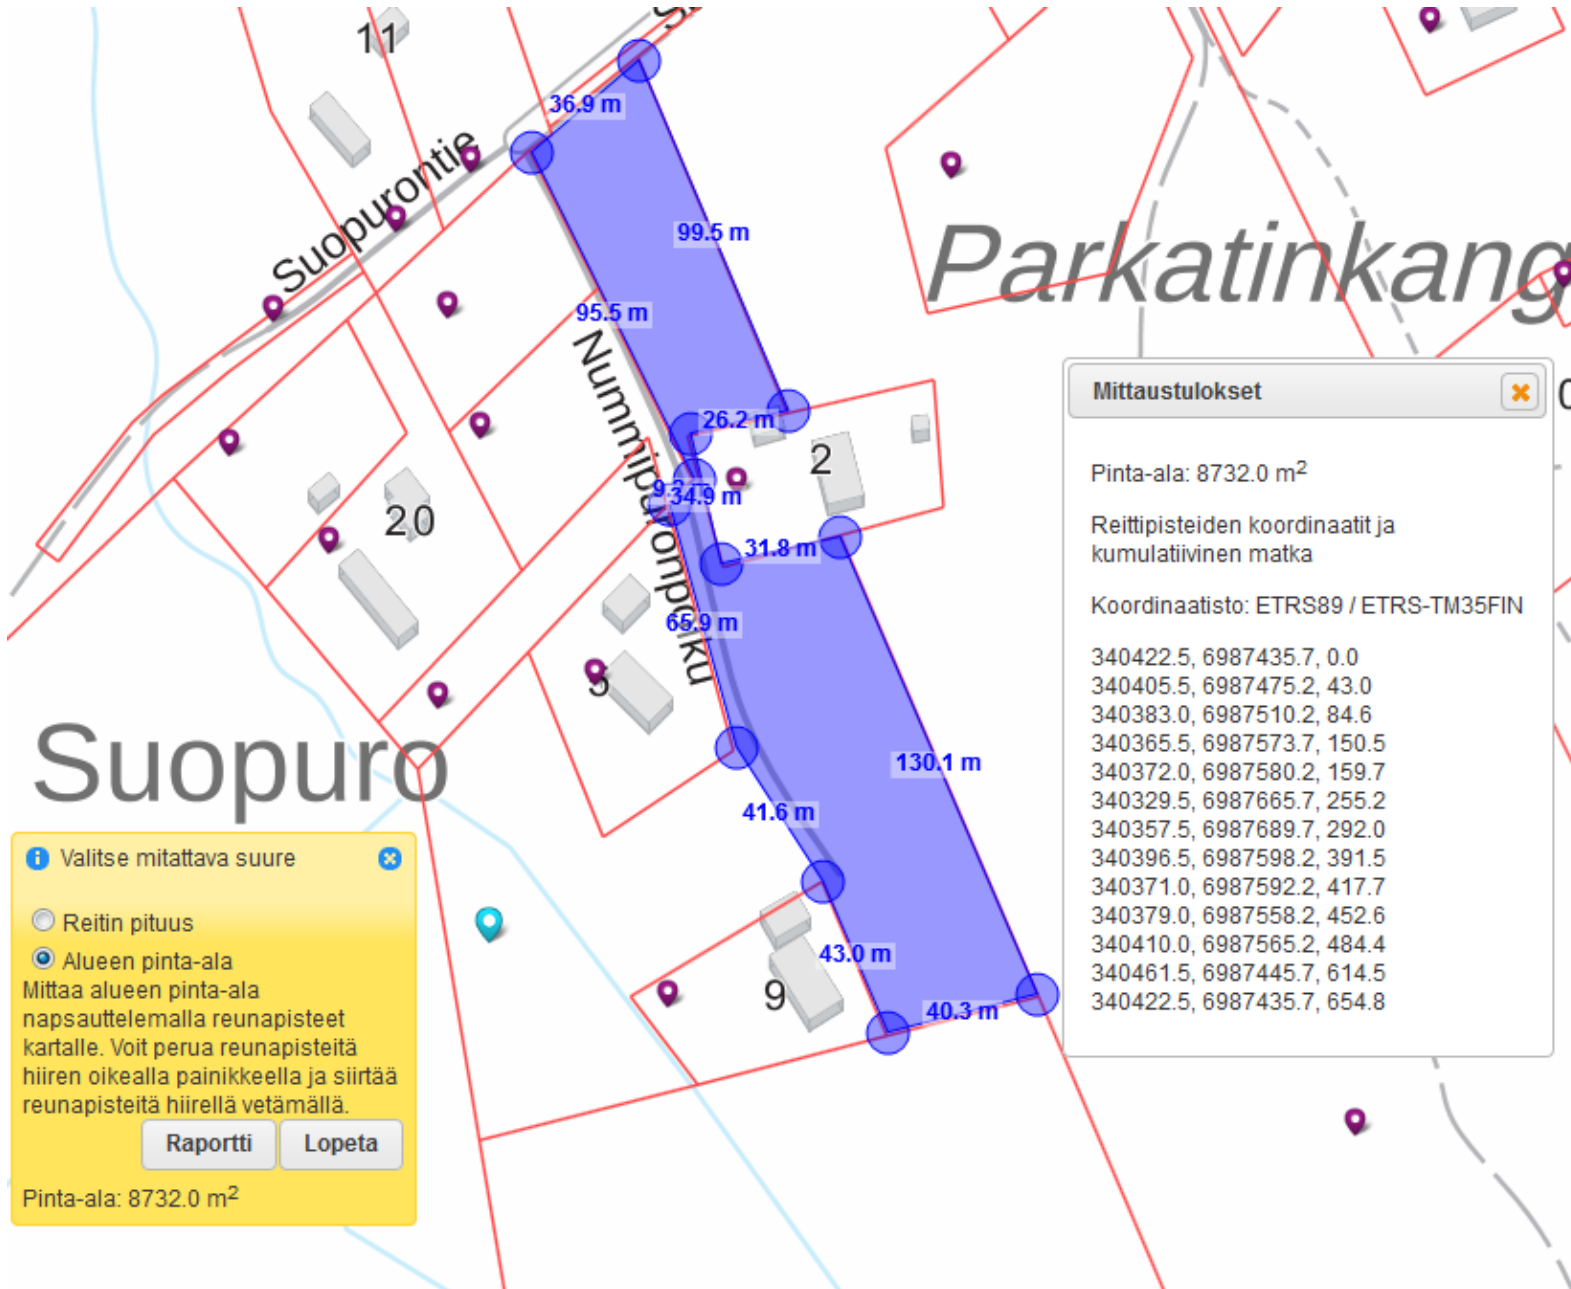 11
36.9 m
Suopurontie
99.5 m
Parkatinkang
95.5 m
Nummipuronpolku
26.2 m
2
34.9 m
20
31.8 m
65.9 m
5
Suopuro
130.1 m
41.6 m
43.0 m
9
40.3 m
Mittaustulokset
Pinta-ala: 8732.0 m²
Reittipisteiden koordinaatit ja
kumulatiivinen matka
Koordinaatisto: ETRS89 / ETRS-TM35FIN
340422.5, 6987435.7, 0.0
340405.5, 6987475.2, 43.0
340383.0, 6987510.2, 84.6
340365.5, 6987573.7, 150.5
340372.0, 6987580.2, 159.7
340329.5, 6987665.7, 255.2
340357.5, 6987689.7, 292.0
340396.5, 6987598.2, 391.5
340371.0, 6987592.2, 417.7
340379.0, 6987558.2, 452.6
340410.0, 6987565.2, 484.4
340461.5, 6987445.7, 614.5
340422.5, 6987435.7, 654.8
Valitse mitattava suure
Reitin pituus
Alueen pinta-ala
Mittaa alueen pinta-ala
napsauttelemalla reunapisteet
kartalle. Voit perua reunapisteitä
hiiren oikealla painikkeella ja siirtää
reunapisteitä hiirellä vetämällä.
Raportti
Lopeta
Pinta-ala: 8732.0 m²